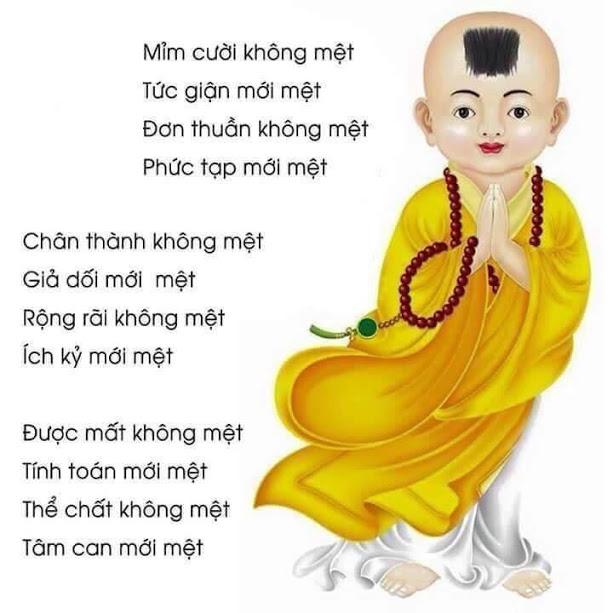 Mỉm cười không mệt
Tức giận mới mệt
Đơn thuần không mệt
Phức tạp mới mệt
Chân thành không mệt
Giả dối mới mệt
Rộng rãi không mệt
Ích kỷ mới mệt
Được mất không mệt
Tính toán mới mệt
Thể chất không mệt
Tâm can mới mệt